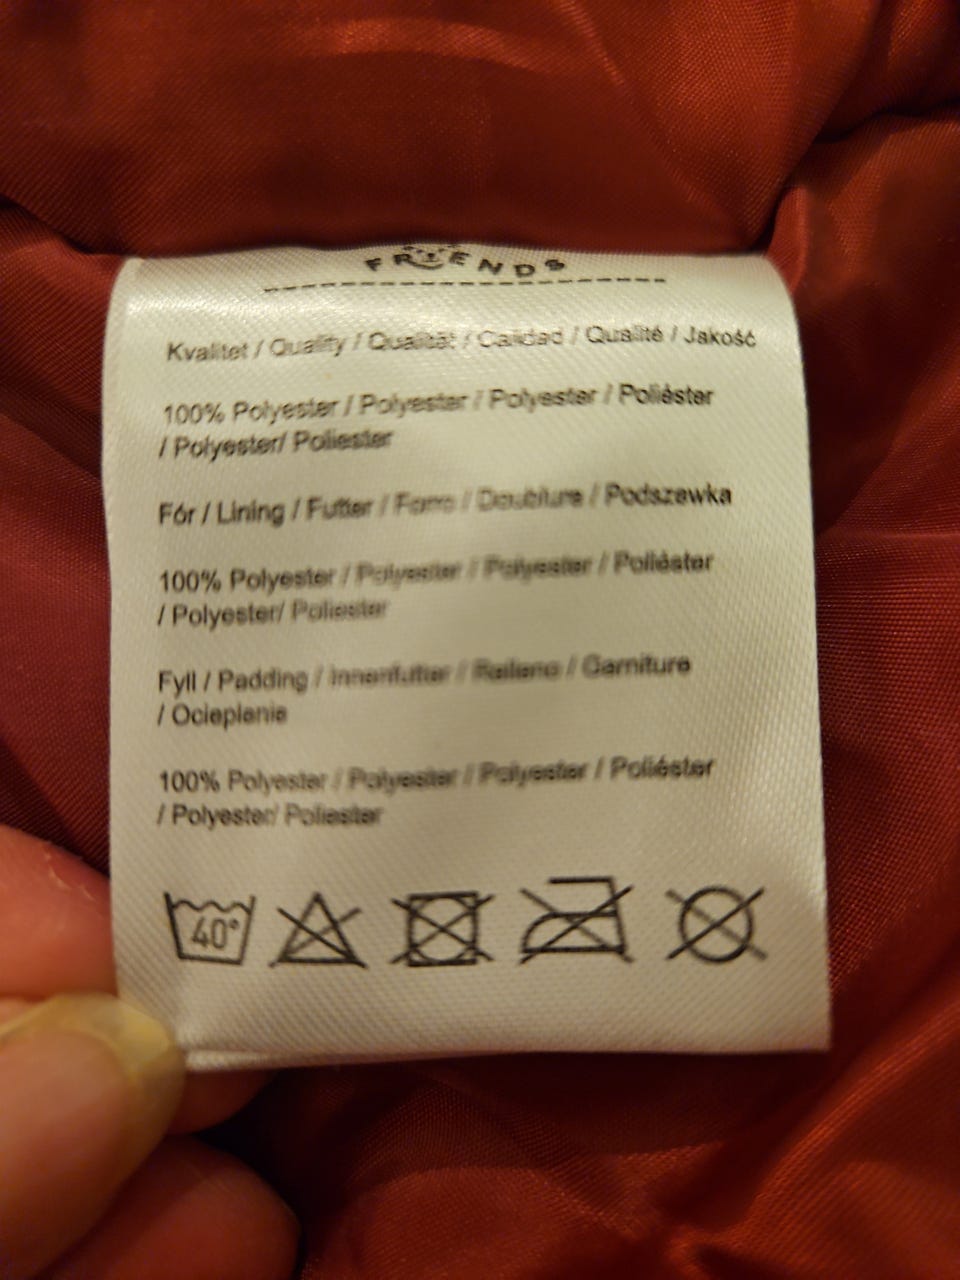 FRIENDS
Kvalitet / Quality / Qualität / Calidad / Qualité / Jakość
100% Polyester / Polyester / Polyester / Poliéster
/ Polyester/ Poliester
Fór / Lining / Futter / Forro / Doublure / Podszewka
100% Polyester / Polyester / Polyester / Poliéster
/ Polyester/ Poliester
Fyll / Padding / Innenfutter / Relleno / Garniture
/ Ocieplenie
100% Polyester / Polyester / Polyester / Poliéster
/ Polyester/ Poliester
40°